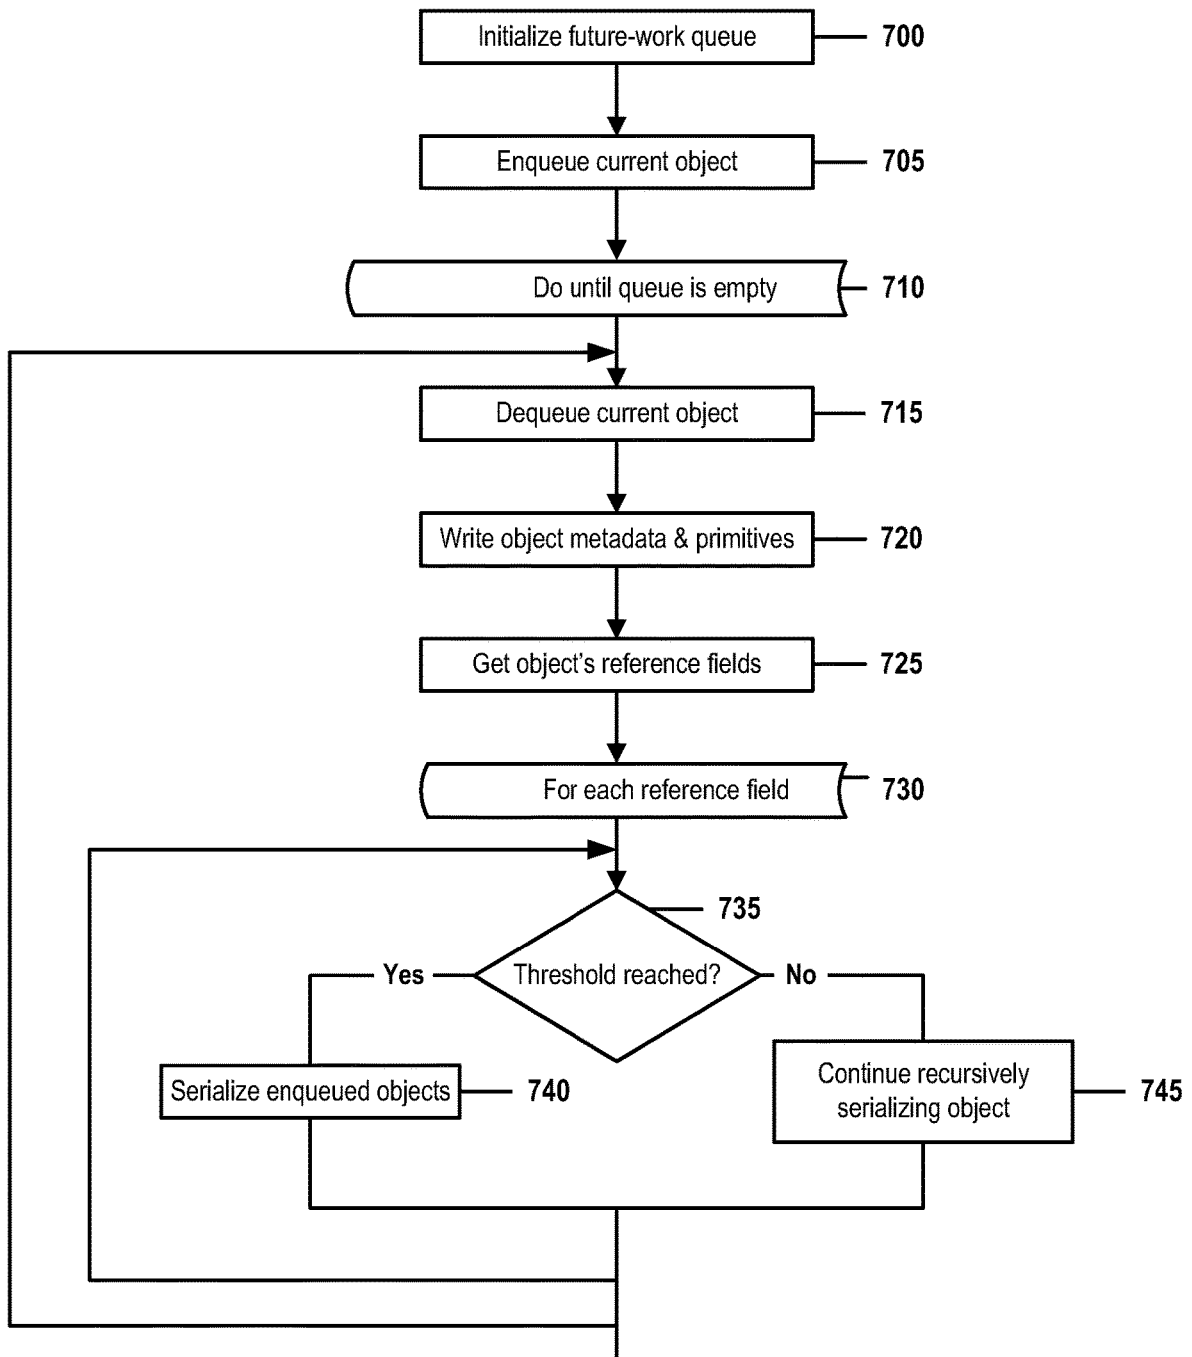 Initialize future-work queue 700
Enqueue current object 705
Do until queue is empty 710
Dequeue current object 715
Write object metadata & primitives 720
Get object's reference fields 725
For each reference field 730
735
Yes Threshold reached? No
Serialize enqueued objects 740
Continue recursively
serializing object 745